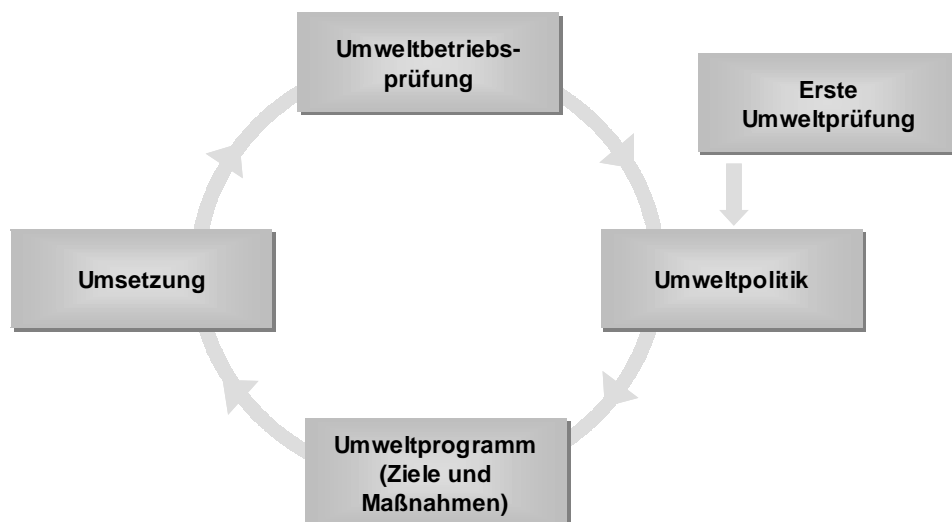 Umweltbetriebs-
prüfung
Erste
Umweltprüfung
Umsetzung
Umweltpolitik
Umweltprogramm
(Ziele und
Maßnahmen)